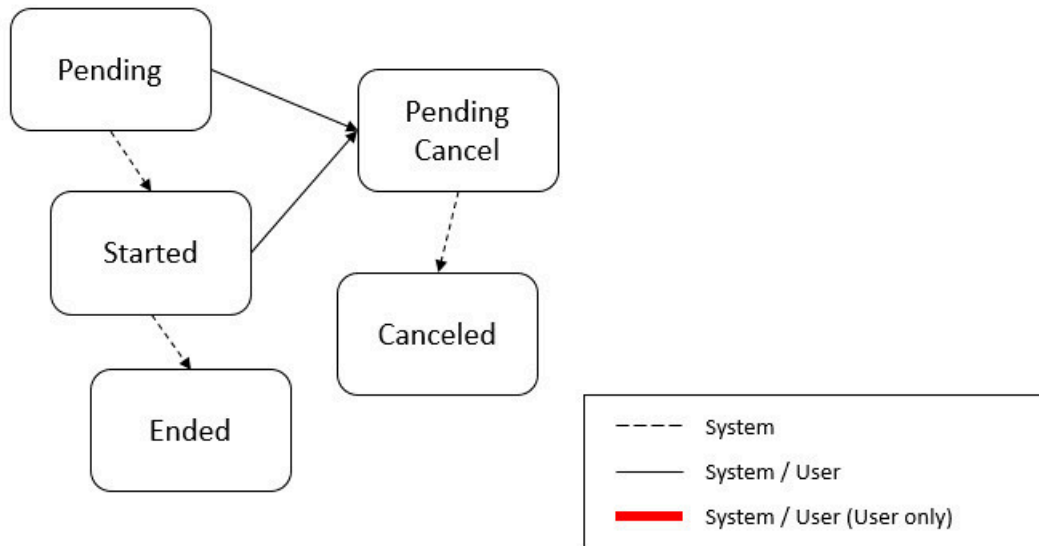 Pending
Pending
Cancel
Started
Canceled
Ended
System
System / User
System / User (User only)